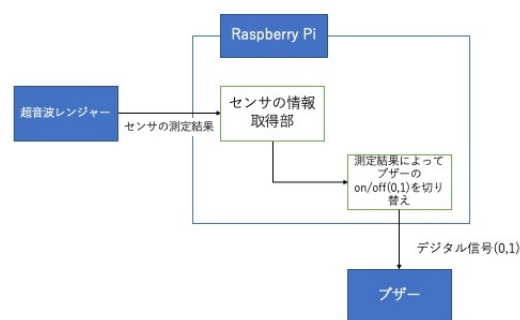 Raspberry Pi
超音波レンジャー
センサの測定結果
センサの情報
取得部
測定結果によって
ブザーの
on/off(0,1)を切り
替え
デジタル信号(0,1)
ブザー